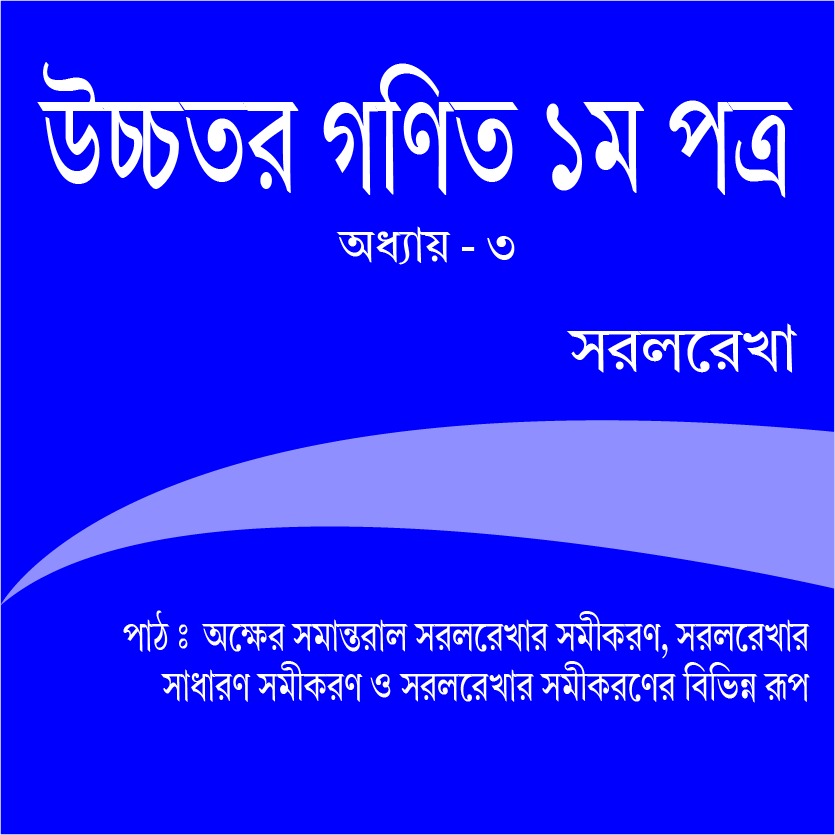 উচ্চতর গণিত ১ম পত্র
অধ্যায় - ৩
সরলরেখা
পাঠ ঃ অক্ষের সমান্তরাল সরলরেখার সমীকরণ, সরলরেখার
সাধারণ সমীকরণ ও সরলরেখার সমীকরণের বিভিন্ন রূপ